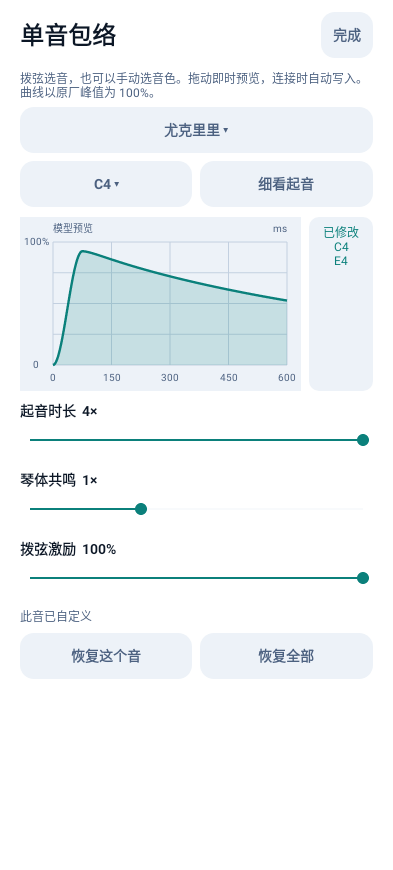 单音包络
完成
拨弦选音，也可以手动选音色。拖动即时预览，连接时自动写入。
曲线以原厂峰值为 100%。
尤克里里 ▾
C4 ▾
细看起音
模型预览
ms
100%
0
0
150
300
450
600
已修改
C4
E4
起音时长 4×
琴体共鸣 1×
拨弦激励 100%
此音已自定义
恢复这个音
恢复全部